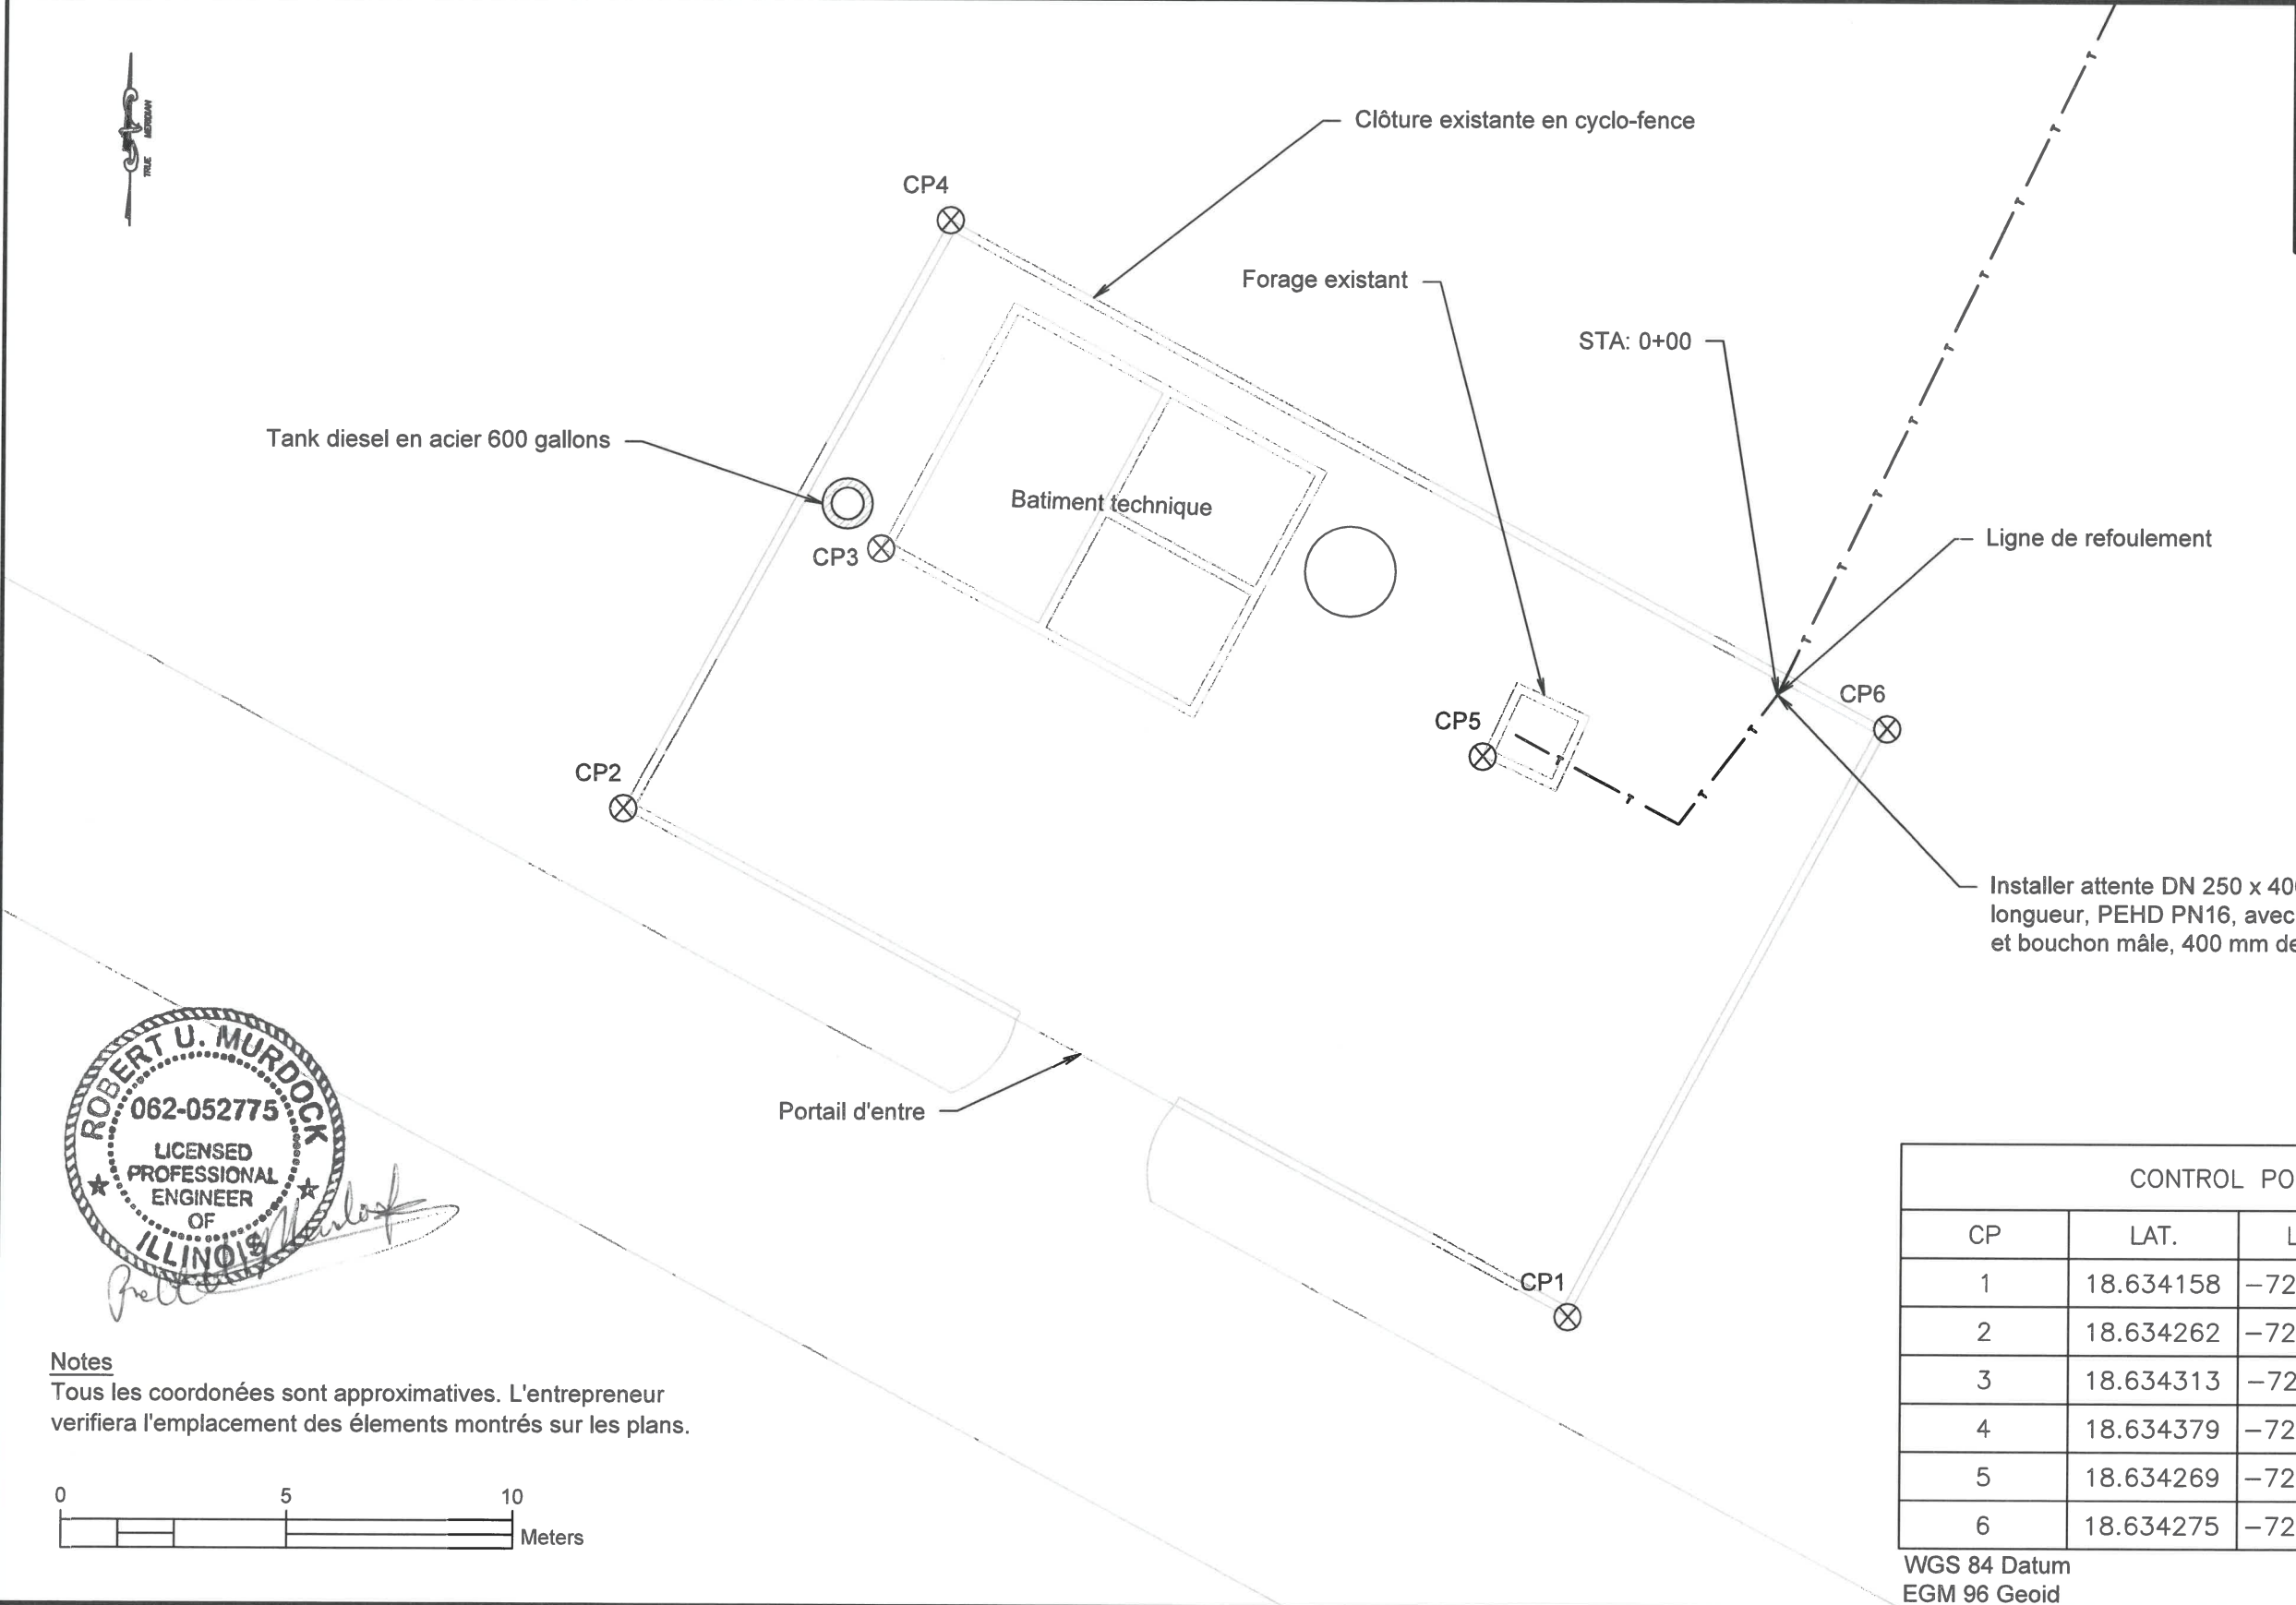 TRUE MERIDIAN
Clôture existante en cyclo-fence
CP4
Forage existant
STA: 0+00
Tank diesel en acier 600 gallons
Batiment technique
Ligne de refoulement
CP3
CP6
CP5
CP2
Installer attente DN 250 x 40
longueur, PEHD PN16, avec
et bouchon mâle, 400 mm de
Portail d'entre
ROBERT U. MURDOCK
062-052775
LICENSED
PROFESSIONAL
ENGINEER
OF
ILLINOIS
CP1
CONTROL PO
CP LAT. L
1 18.634158 -72
2 18.634262 -72
3 18.634313 -72
4 18.634379 -72
5 18.634269 -72
6 18.634275 -72
WGS 84 Datum
EGM 96 Geoid
Notes
Tous les coordonées sont approximatives. L'entrepreneur
verifiera l'emplacement des élements montrés sur les plans.
0 5 10
Meters